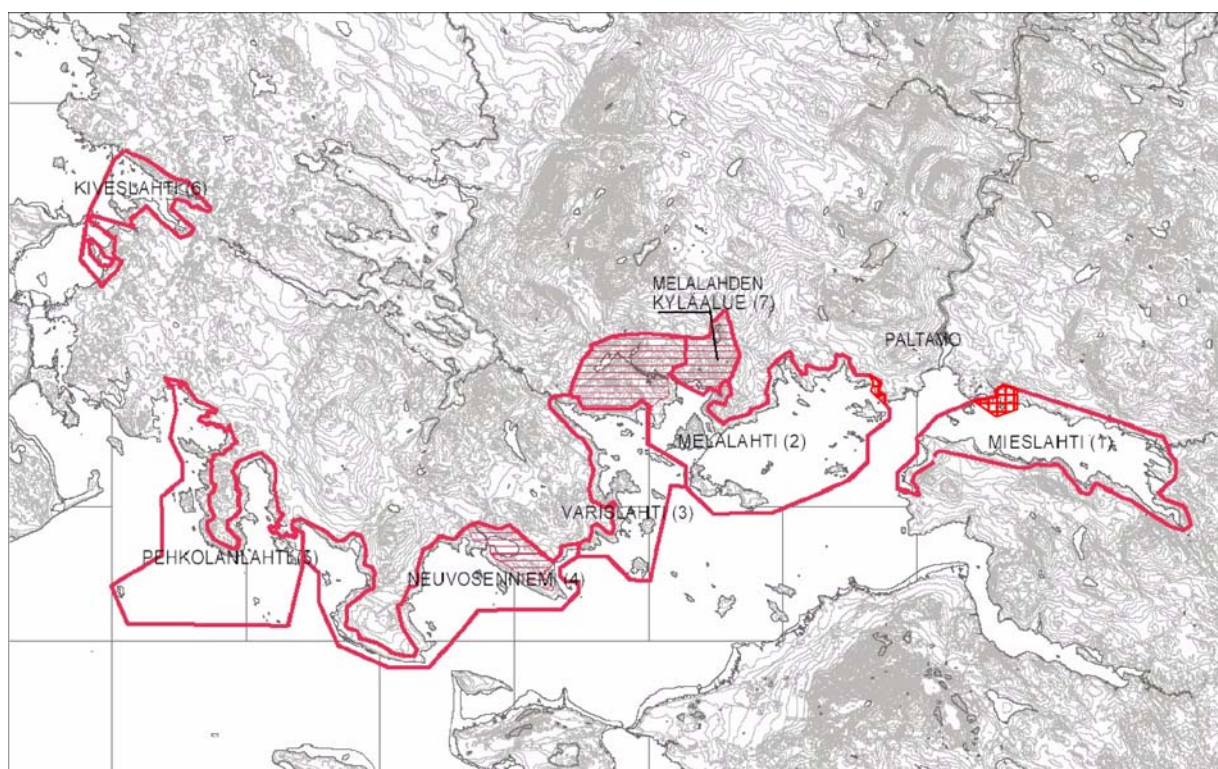 KIVESLAHTI (6)
MELALAHDEN
KYLÄALUE (7)
PALTAMO
MELALAHTI (2)
MIESLAHTI (1)
VARISLAHTI (3)
PEHKOLANLAHTI (5)
NEUVOSENNIEMI (4)